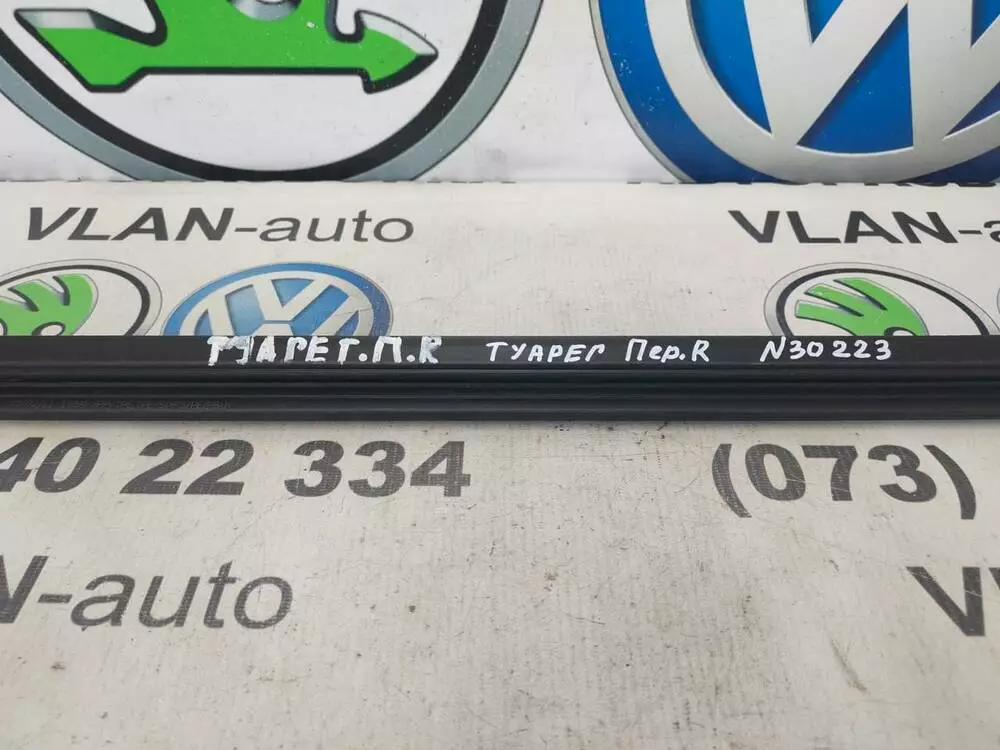 VLAN-auto VLAN-a
ТУАРЕГ.П.R ТУАРЕГ Пер.R N30223
40 22 334 (073)
N-auto V